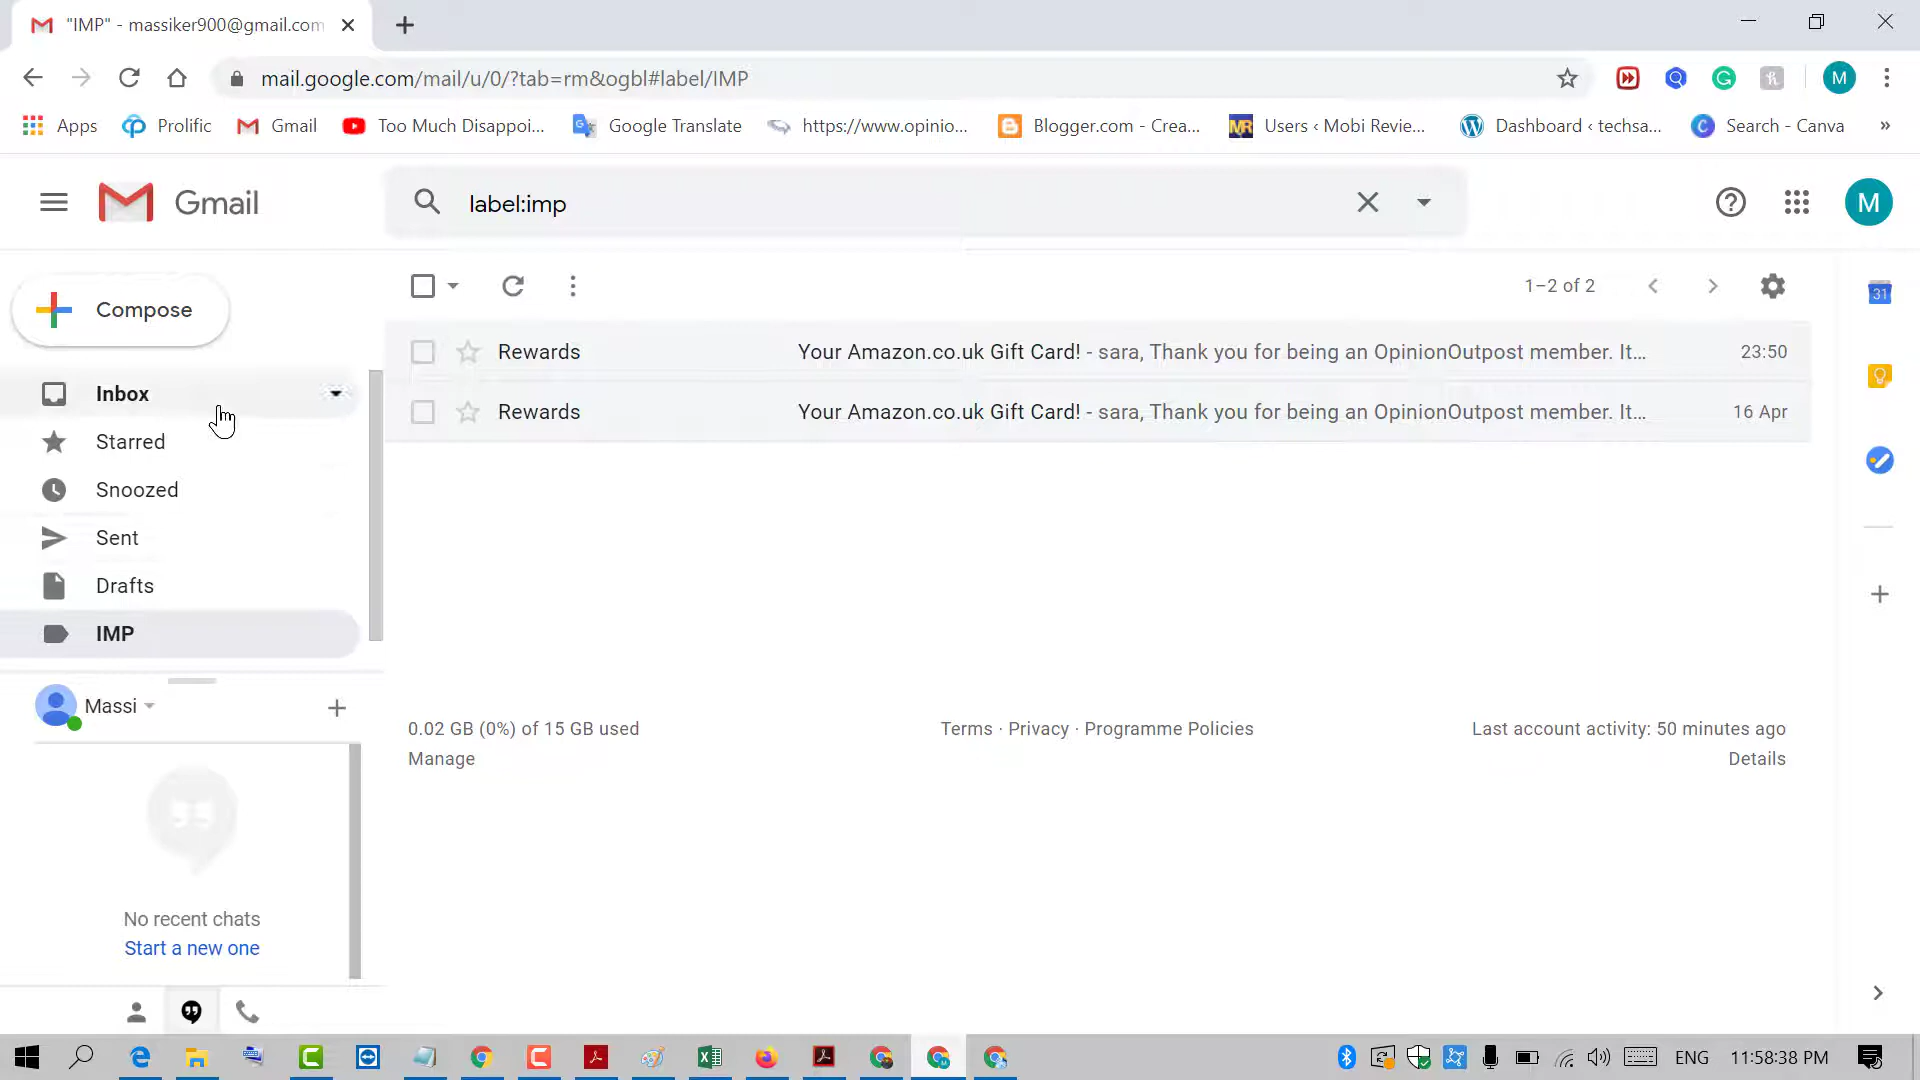 "IMP" - massiker900@gmail.com
mail.google.com/mail/u/0/?tab=rm&ogbl#label/IMP
M
Apps Prolific Gmail Too Much Disappoi... Google Translate https://www.opinio... Blogger.com - Crea... Users ‹ Mobi Revie... Dashboard ‹ techsa... Search - Canva »
Gmail
label:imp
M
Compose
1–2 of 2
31
Rewards Your Amazon.co.uk Gift Card! - sara, Thank you for being an OpinionOutpost member. It... 23:50
Rewards Your Amazon.co.uk Gift Card! - sara, Thank you for being an OpinionOutpost member. It... 16 Apr
Inbox
Starred
Snoozed
Sent
Drafts
IMP
Massi
0.02 GB (0%) of 15 GB used
Manage
Terms · Privacy · Programme Policies
Last account activity: 50 minutes ago
Details
No recent chats
Start a new one
ENG 11:58:38 PM